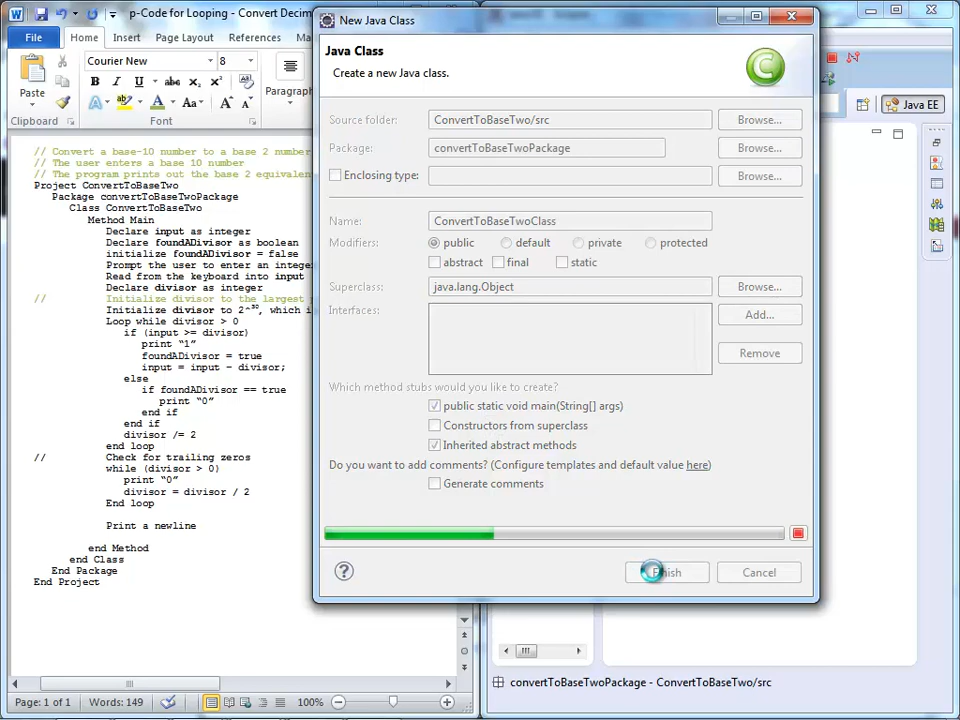 p-Code for Looping - Convert Decim
File
Home
Insert
Page Layout
References
Ma
Paste
Courier New
8
B I U abc x₂ x²
A ab A Aa A A
Paragraph
Clipboard
Font
// Convert a base-10 number to a base 2 number
// The user enters a base 10 number
// The program prints out the base 2 equivalen
Project ConvertToBaseTwo
Package convertToBaseTwoPackage
Class ConvertToBaseTwo
Method Main
Declare input as integer
Declare foundADivisor as boolean
initialize foundADivisor = false
Prompt the user to enter an intege
Read from the keyboard into input
Declare divisor as integer
// Initialize divisor to the largest p
Initialize divisor to 2^30, which i
Loop while divisor > 0
if (input >= divisor)
print “1”
foundADivisor = true
input = input - divisor;
else
if foundADivisor == true
print “0”
end if
end if
divisor /= 2
end loop
// Check for trailing zeros
while (divisor > 0)
print “0”
divisor = divisor / 2
End loop
Print a newline
end Method
end Class
End Package
End Project
Page: 1 of 1
Words: 149
100%
New Java Class
Java Class
Create a new Java class.
Source folder:
ConvertToBaseTwo/src
Browse...
Package:
convertToBaseTwoPackage
Browse...
Enclosing type:
Browse...
Name:
ConvertToBaseTwoClass
Modifiers:
public
default
private
protected
abstract
final
static
Superclass:
java.lang.Object
Browse...
Interfaces:
Add...
Remove
Which method stubs would you like to create?
public static void main(String[] args)
Constructors from superclass
Inherited abstract methods
Do you want to add comments? (Configure templates and default value here)
Generate comments
Finish
Cancel
Java EE
convertToBaseTwoPackage - ConvertToBaseTwo/src